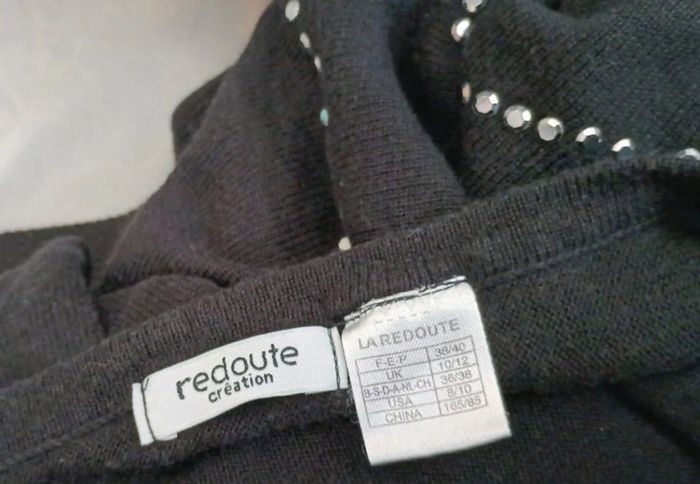 redoute
création
LA REDOUTE
F-E-P 38/40
UK 10/12
B-S-D-A-NL-CH 36/38
USA 8/10
CHINA 165/85